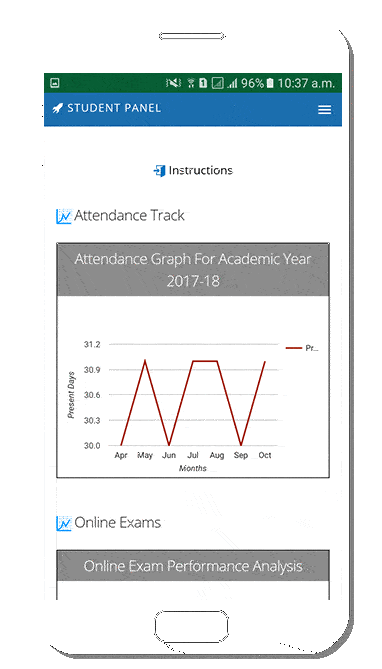 96% 10:37 a.m.
STUDENT PANEL
Instructions
Attendance Track
Attendance Graph For Academic Year
2017-18
31.2
30.9
30.6
30.3
30.0
Present Days
Pr...
Apr May Jun Jul Aug Sep Oct
Months
Online Exams
Online Exam Performance Analysis